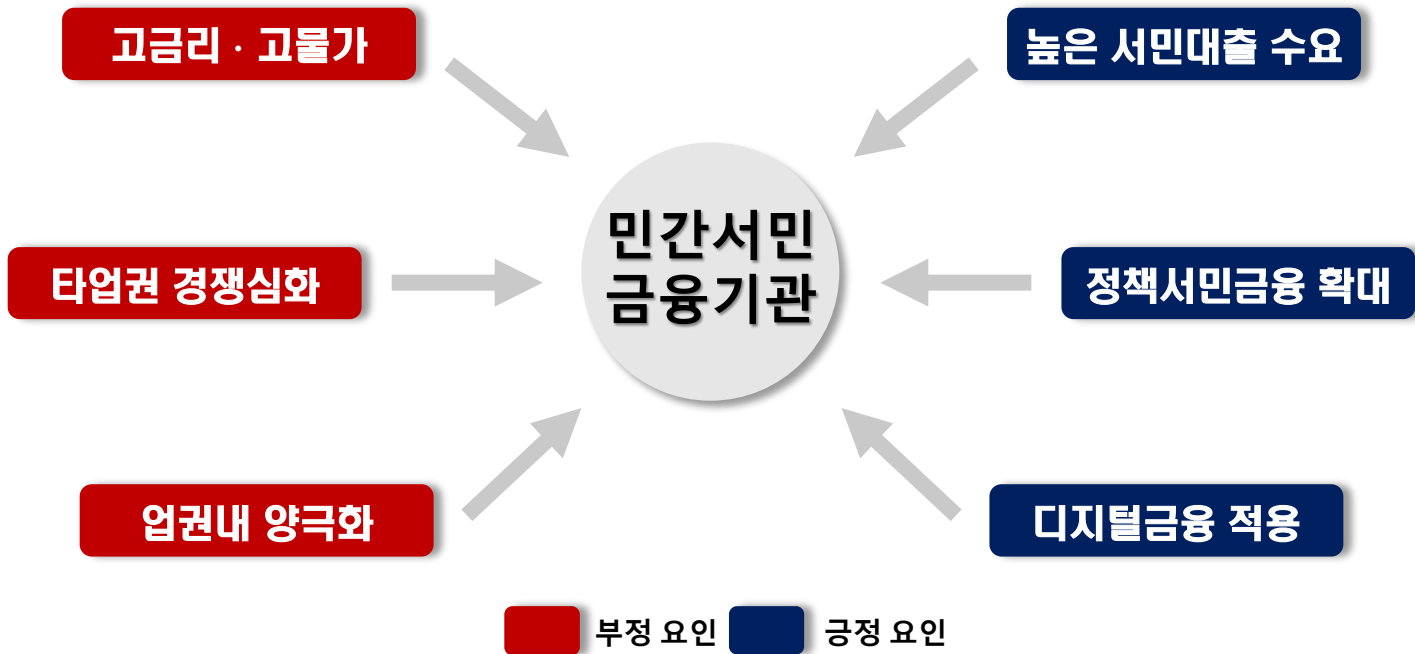 고금리 · 고물가
높은 서민대출 수요
민간서민
금융기관
타업권 경쟁심화
정책서민금융 확대
업권내 양극화
디지털금융 적용
부정 요인
긍정 요인